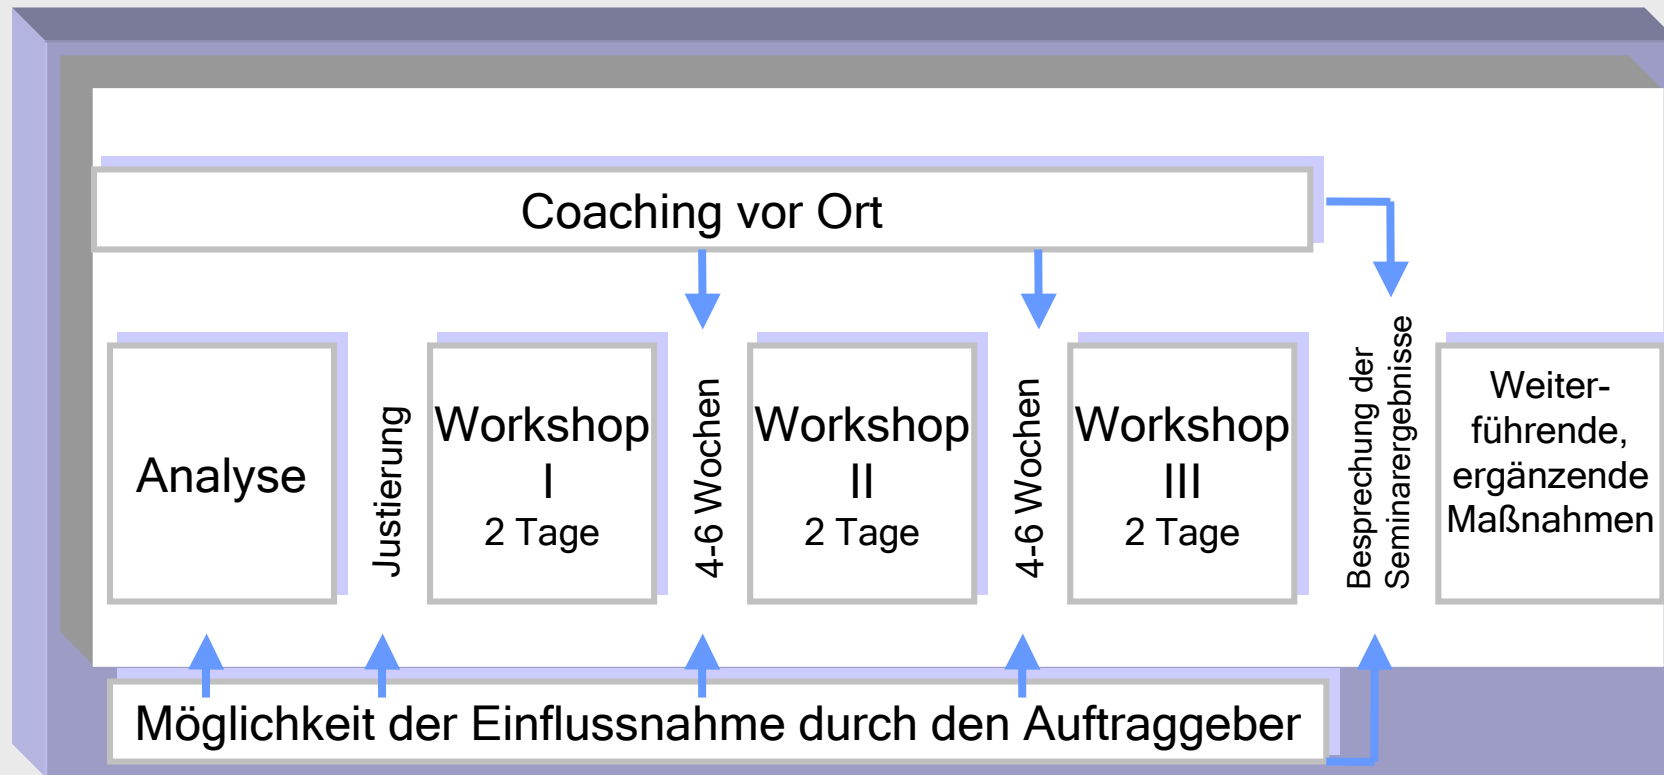 Coaching vor Ort
Analyse
Justierung
Workshop
I
2 Tage
4-6 Wochen
Workshop
II
2 Tage
4-6 Wochen
Workshop
III
2 Tage
Besprechung der
Seminarergebnisse
Weiter-
führende,
ergänzende
Maßnahmen
Möglichkeit der Einflussnahme durch den Auftraggeber